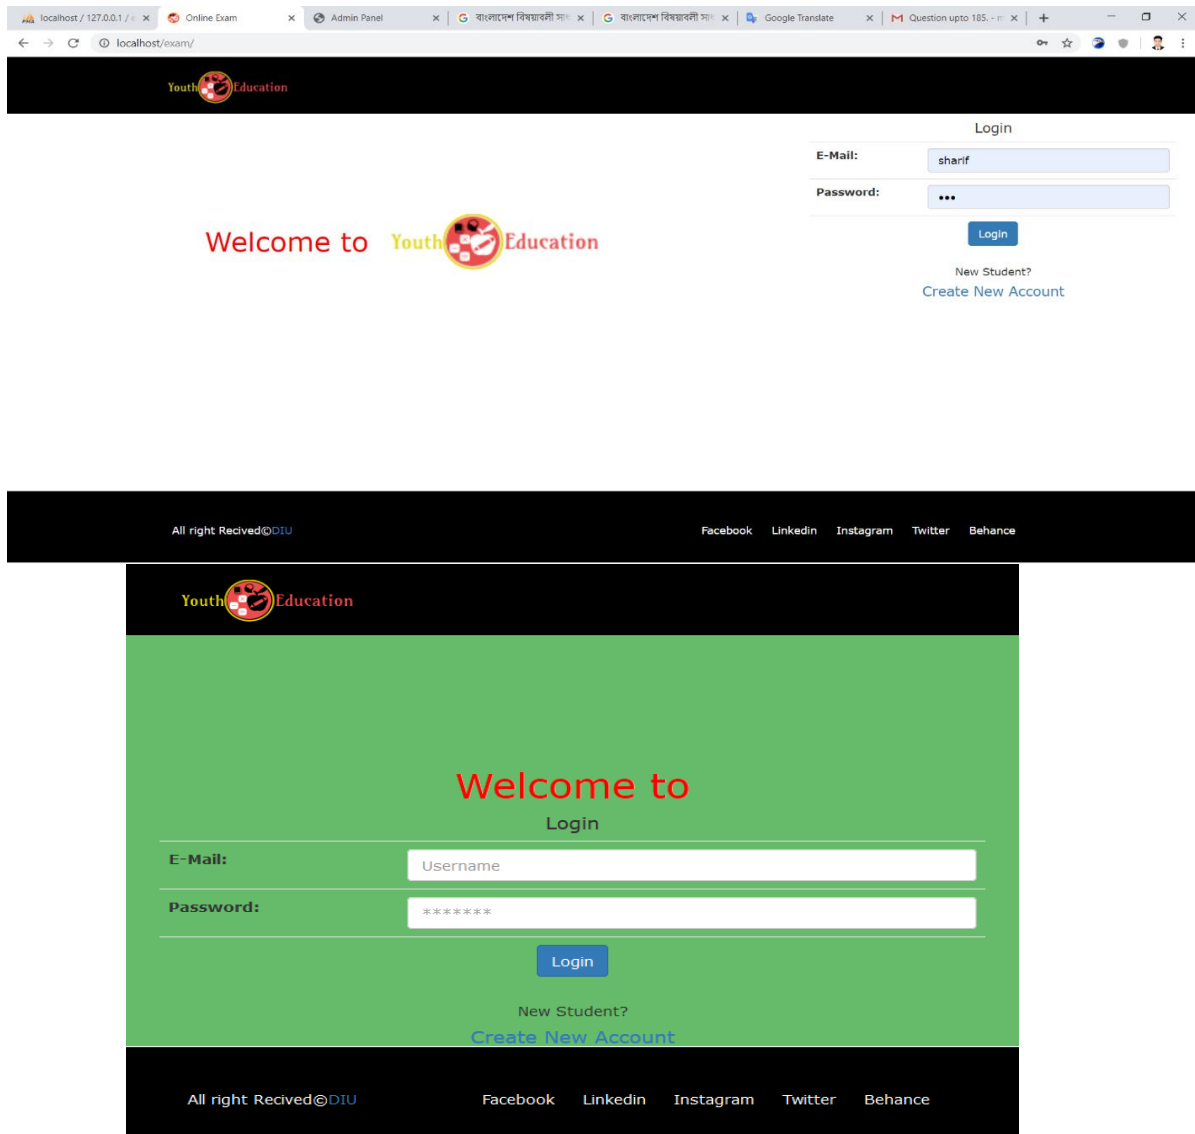 localhost / 127.0.0.1 / e
Online Exam
Admin Panel
বাংলাদেশ বিষয়াবলী সা
বাংলাদেশ বিষয়াবলী সা
Google Translate
Question upto 185. - m
localhost/exam/
Youth Education
Login
E-Mail:
sharif
Password:
•••
Welcome to Youth Education
Login
New Student?
Create New Account
All right Recived©DIU
Facebook Linkedin Instagram Twitter Behance
Youth Education
Welcome to
Login
E-Mail:
Username
Password:
*******
Login
New Student?
Create New Account
All right Recived©DIU
Facebook Linkedin Instagram Twitter Behance